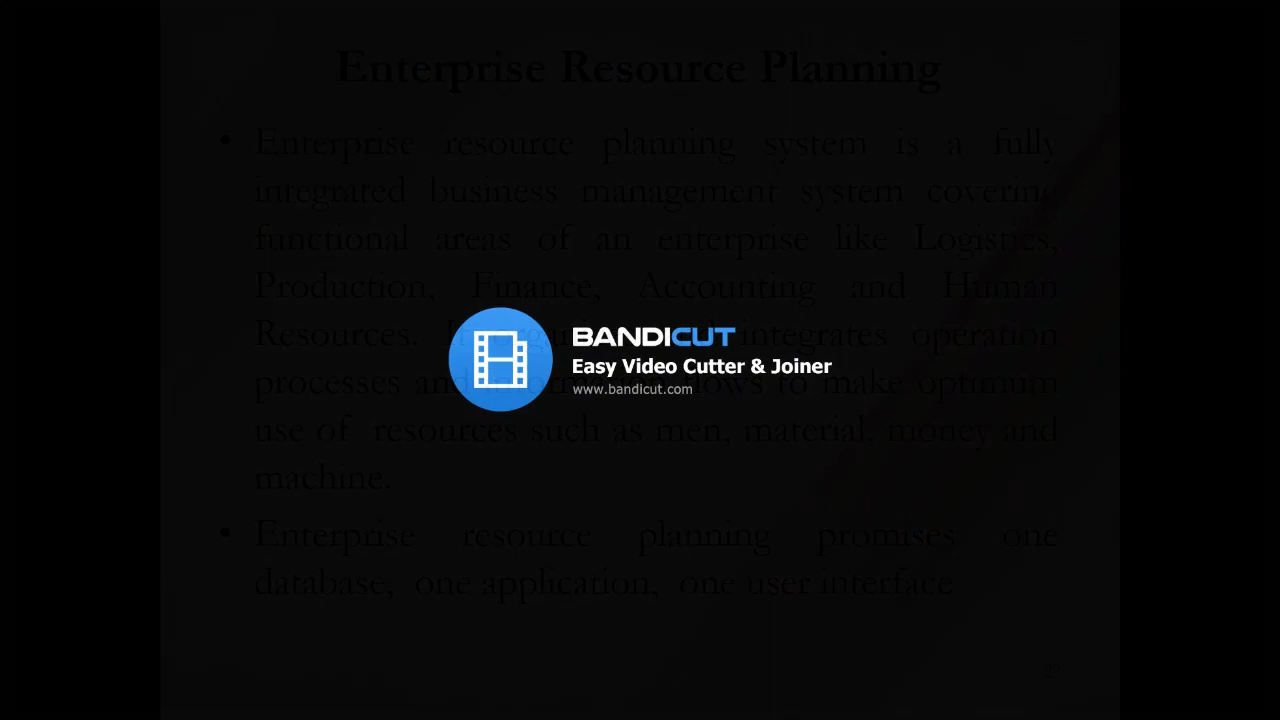 Enterprise Resource Planning
• Enterprise resource planning system is a fully
integrated business management system covering
functional areas of an enterprise like Logistics,
Production, Finance, Accounting and Human
Resources. It integrates operation
processes and information flows to make optimum
use of resources such as men, material, money and
machine.
• Enterprise resource planning promises one
database, one application, one user interface
BANDICUT
Easy Video Cutter & Joiner
www.bandicut.com